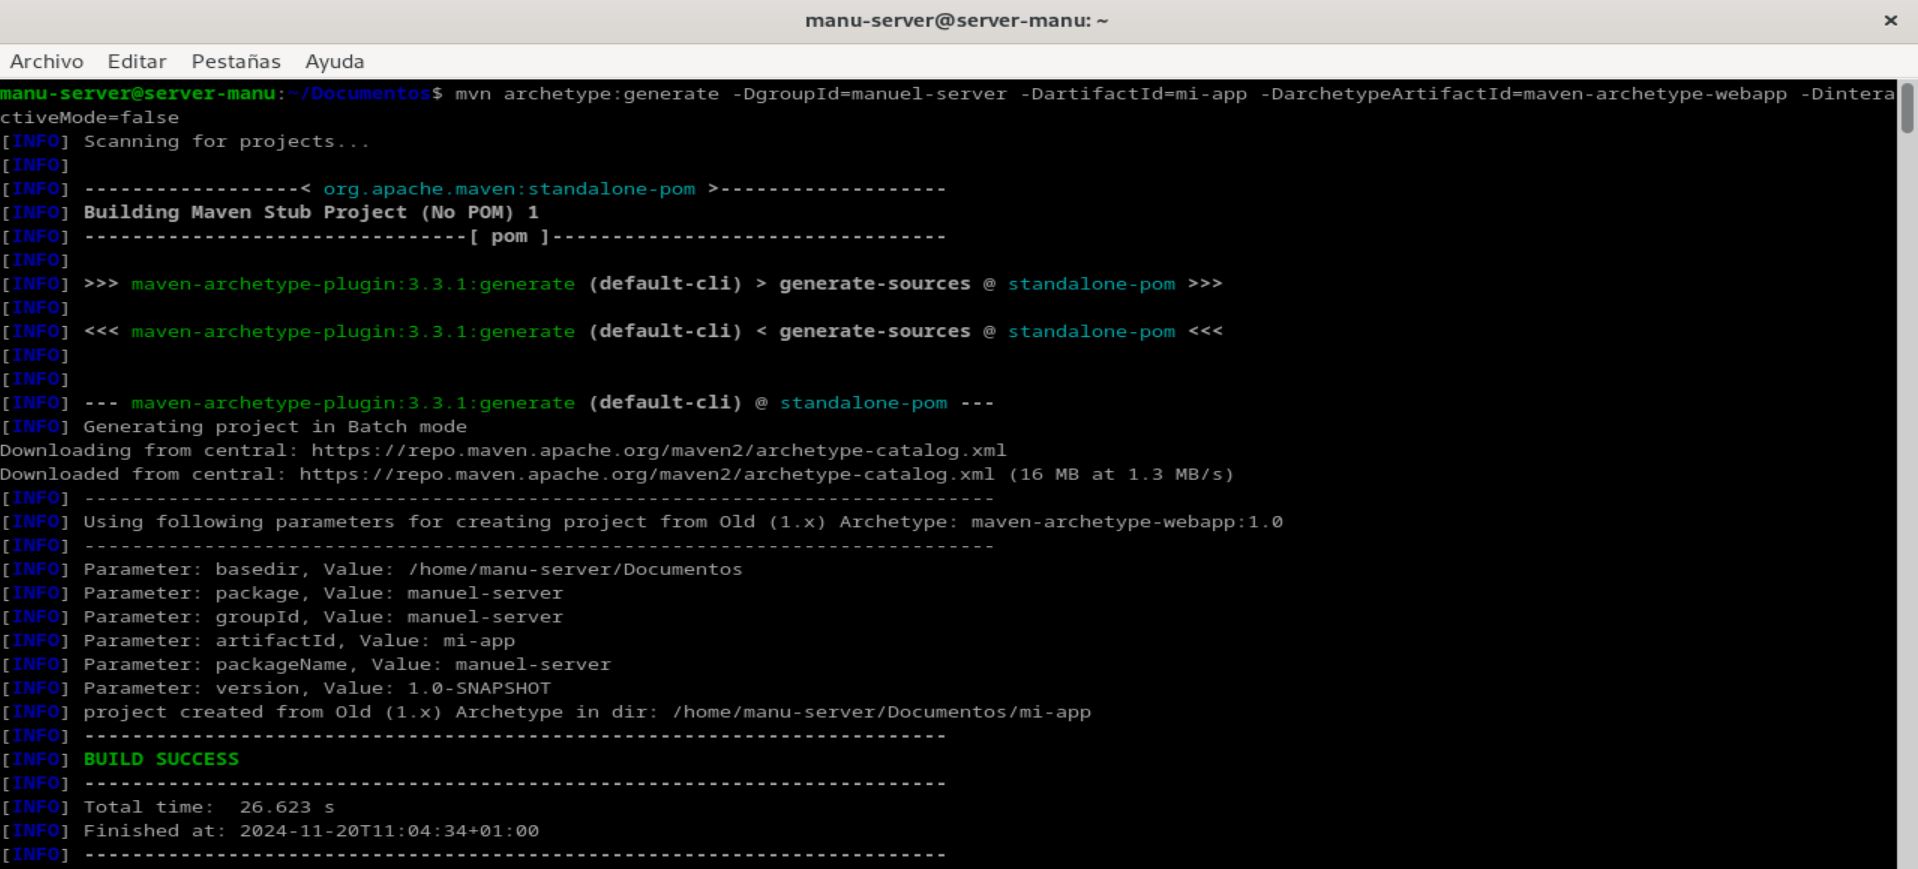 manu-server@server-manu: ~ ×
Archivo Editar Pestañas Ayuda
manu-server@server-manu:~/Documentos$ mvn archetype:generate -DgroupId=manuel-server -DartifactId=mi-app -DarchetypeArtifactId=maven-archetype-webapp -Dintera
ctiveMode=false
[INFO] Scanning for projects...
[INFO]
[INFO] ------------------< org.apache.maven:standalone-pom >-------------------
[INFO] Building Maven Stub Project (No POM) 1
[INFO] --------------------------------[ pom ]---------------------------------
[INFO]
[INFO] >>> maven-archetype-plugin:3.3.1:generate (default-cli) > generate-sources @ standalone-pom >>>
[INFO]
[INFO] <<< maven-archetype-plugin:3.3.1:generate (default-cli) < generate-sources @ standalone-pom <<<
[INFO]
[INFO]
[INFO] --- maven-archetype-plugin:3.3.1:generate (default-cli) @ standalone-pom ---
[INFO] Generating project in Batch mode
Downloading from central: https://repo.maven.apache.org/maven2/archetype-catalog.xml
Downloaded from central: https://repo.maven.apache.org/maven2/archetype-catalog.xml (16 MB at 1.3 MB/s)
[INFO] ----------------------------------------------------------------------------
[INFO] Using following parameters for creating project from Old (1.x) Archetype: maven-archetype-webapp:1.0
[INFO] ----------------------------------------------------------------------------
[INFO] Parameter: basedir, Value: /home/manu-server/Documentos
[INFO] Parameter: package, Value: manuel-server
[INFO] Parameter: groupId, Value: manuel-server
[INFO] Parameter: artifactId, Value: mi-app
[INFO] Parameter: packageName, Value: manuel-server
[INFO] Parameter: version, Value: 1.0-SNAPSHOT
[INFO] project created from Old (1.x) Archetype in dir: /home/manu-server/Documentos/mi-app
[INFO] ------------------------------------------------------------------------
[INFO] BUILD SUCCESS
[INFO] ------------------------------------------------------------------------
[INFO] Total time:  26.623 s
[INFO] Finished at: 2024-11-20T11:04:34+01:00
[INFO] ------------------------------------------------------------------------